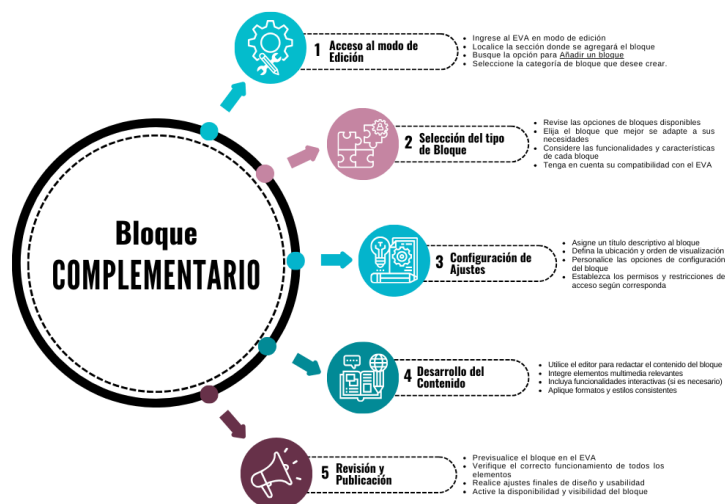 Bloque
COMPLEMENTARIO
1 Acceso al modo de
Edición
• Ingrese al EVA en modo de edición
• Localice la sección donde se agregará el bloque
• Busque la opción para Añadir un bloque
• Seleccione la categoría de bloque que desee crear.
2 Selección del tipo
de Bloque
• Revise las opciones de bloques disponibles
• Elija el bloque que mejor se adapte a sus
necesidades
• Considere las funcionalidades y características
de cada bloque
• Tenga en cuenta su compatibilidad con el EVA
3 Configuración de
Ajustes
• Asigne un título descriptivo al bloque
• Defina la ubicación y orden de visualización
• Personalice las opciones de configuración
del bloque
• Establezca los permisos y restricciones de
acceso según corresponda
4 Desarrollo del
Contenido
• Utilice el editor para redactar el contenido del bloque
• Integre elementos multimedia relevantes
• Incluya funcionalidades interactivas (si es necesario)
• Aplique formatos y estilos consistentes
5 Revisión y
Publicación
• Previsualice el bloque en el EVA
• Verifique el correcto funcionamiento de todos los
elementos
• Realice ajustes finales de diseño y usabilidad
• Active la disponibilidad y visibilidad del bloque